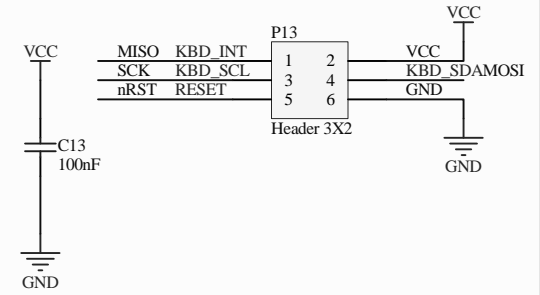 VCC
P13
VCC
MISO KBD_INT 1 2 VCC
SCK KBD_SCL 3 4 KBD_SDAMOSI
nRST RESET 5 6 GND
Header 3X2
C13
100nF
GND
GND